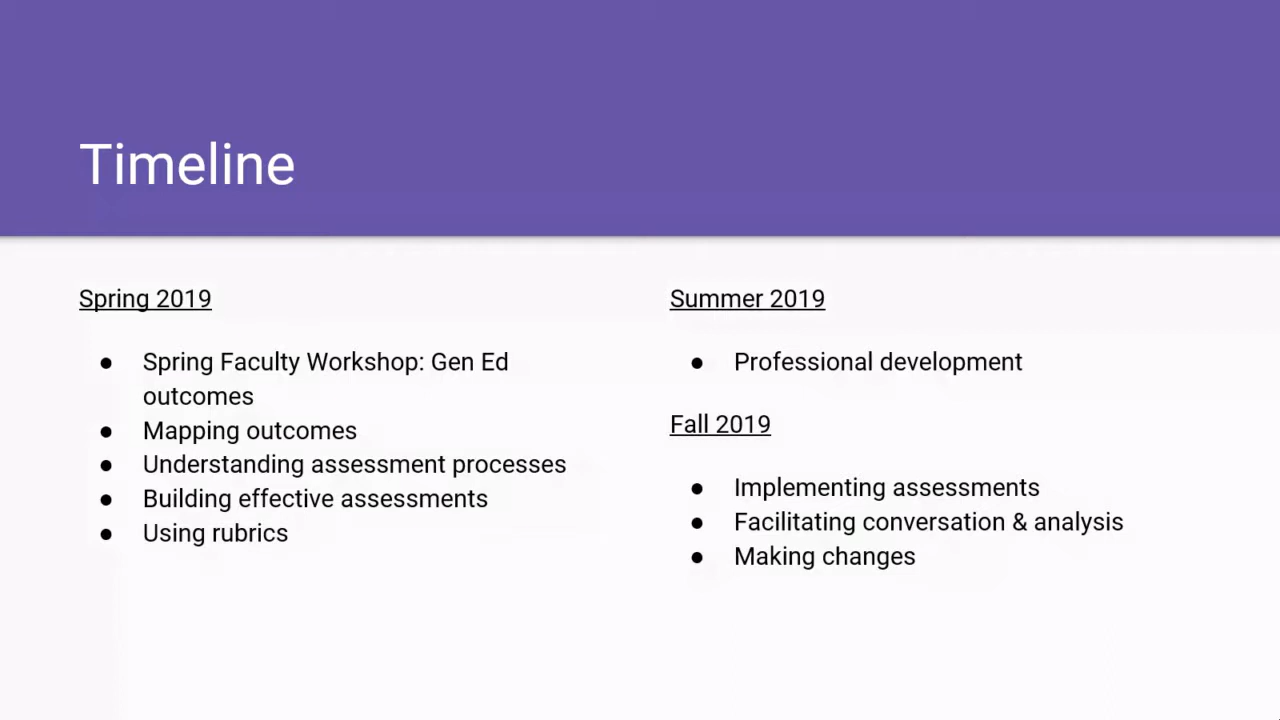 Timeline
Spring 2019
● Spring Faculty Workshop: Gen Ed
outcomes
● Mapping outcomes
● Understanding assessment processes
● Building effective assessments
● Using rubrics
Summer 2019
● Professional development
Fall 2019
● Implementing assessments
● Facilitating conversation & analysis
● Making changes